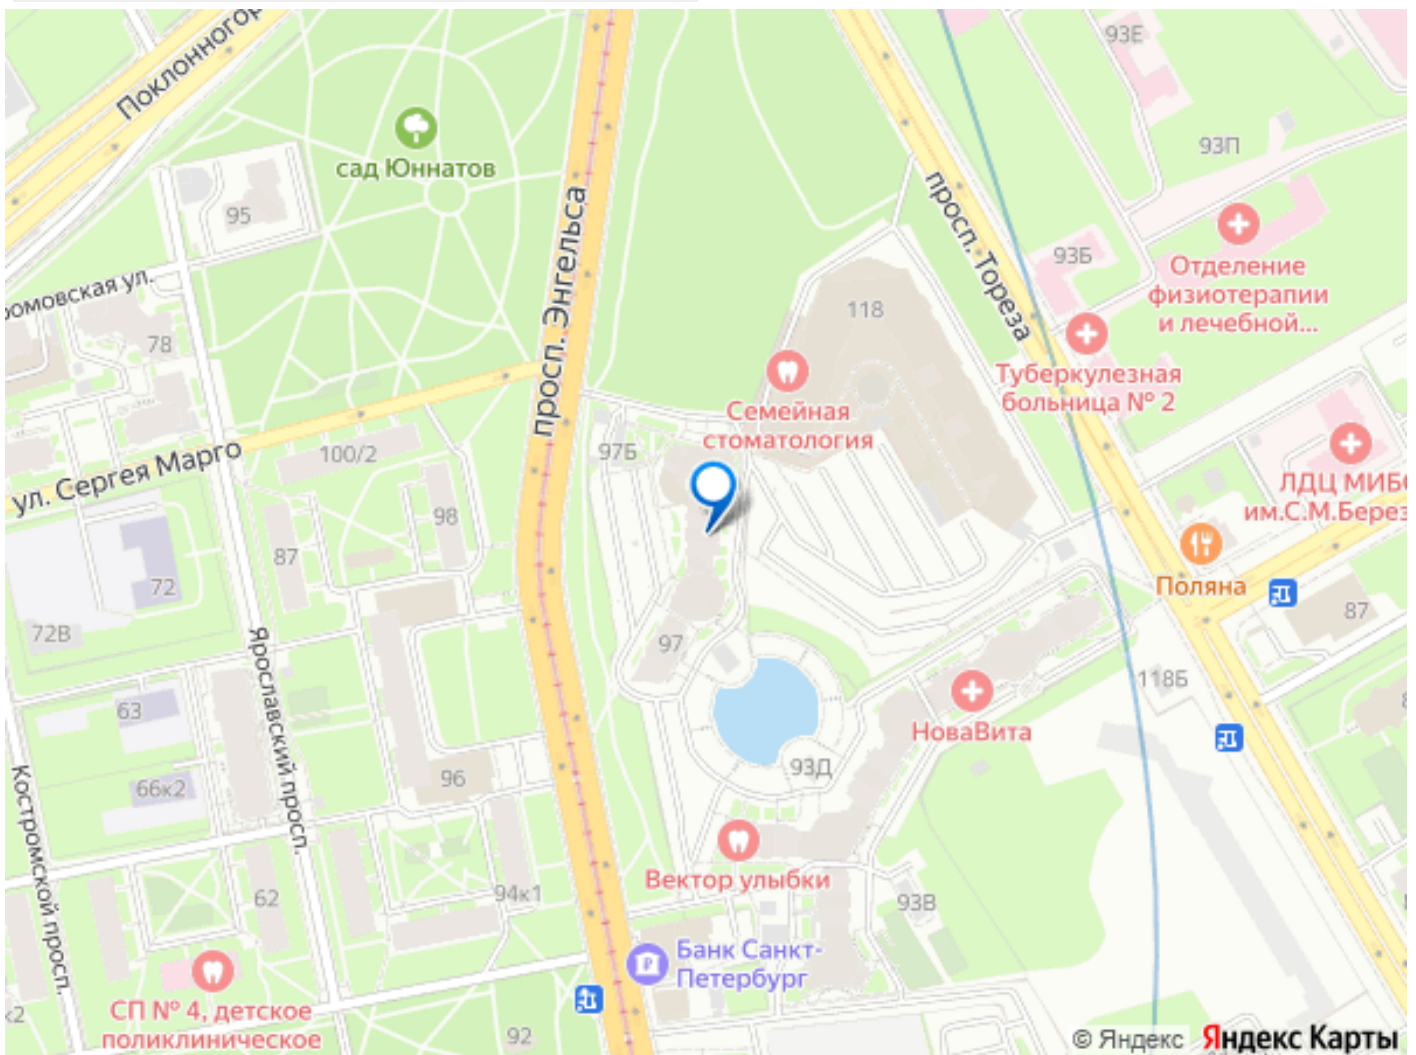 Поклонногор
93Е
93П
сад Юннатов
95
просп. Энгельса
просп. Тореза
93Б
Отделение
физиотерапии
и лечебной...
ромовская ул.
78
118
Туберкулезная
больница № 2
Семейная
стоматология
ул. Сергея Марго
100/2
97Б
ЛДЦ МИБС
им.С.М.Берез
98
87
72
72В
Поляна
87
Ярославский просп.
97
118Б
63
НоваВита
93Д
66к2
96
Костромской просп.
Вектор улыбки
62
94к1
93В
Банк Санкт-
Петербург
СП № 4, детское
поликлиническое
92
© Яндекс Яндекс Карты